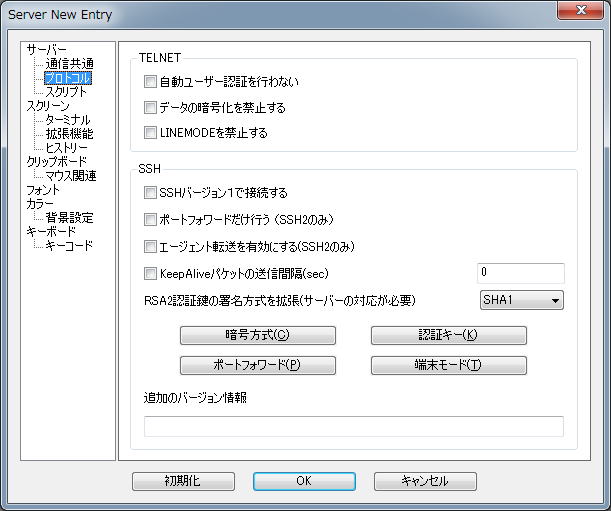 Server New Entry
サーバー
通信共通
プロトコル
スクリプト
スクリーン
ターミナル
拡張機能
ヒストリー
クリップボード
マウス関連
フォント
カラー
背景設定
キーボード
キーコード
TELNET
自動ユーザー認証を行わない
データの暗号化を禁止する
LINEMODEを禁止する
SSH
SSHバージョン1で接続する
ポートフォワードだけ行う (SSH2のみ)
エージェント転送を有効にする(SSH2のみ)
KeepAliveパケットの送信間隔(sec) 0
RSA2認証鍵の署名方式を拡張(サーバーの対応が必要) SHA1
暗号方式(C) 認証キー(K)
ポートフォワード(P) 端末モード(T)
追加のバージョン情報
初期化 OK キャンセル